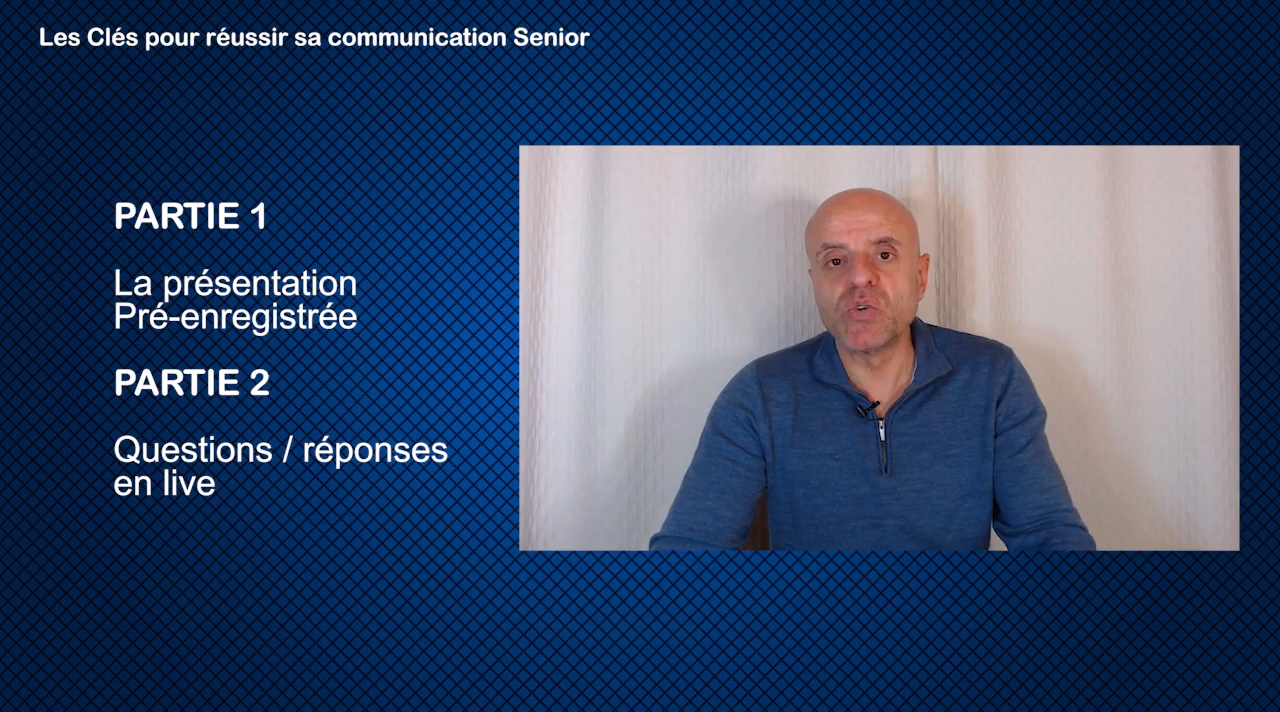 Les Clés pour réussir sa communication Senior
PARTIE 1
La présentation
Pré-enregistrée
PARTIE 2
Questions / réponses
en live